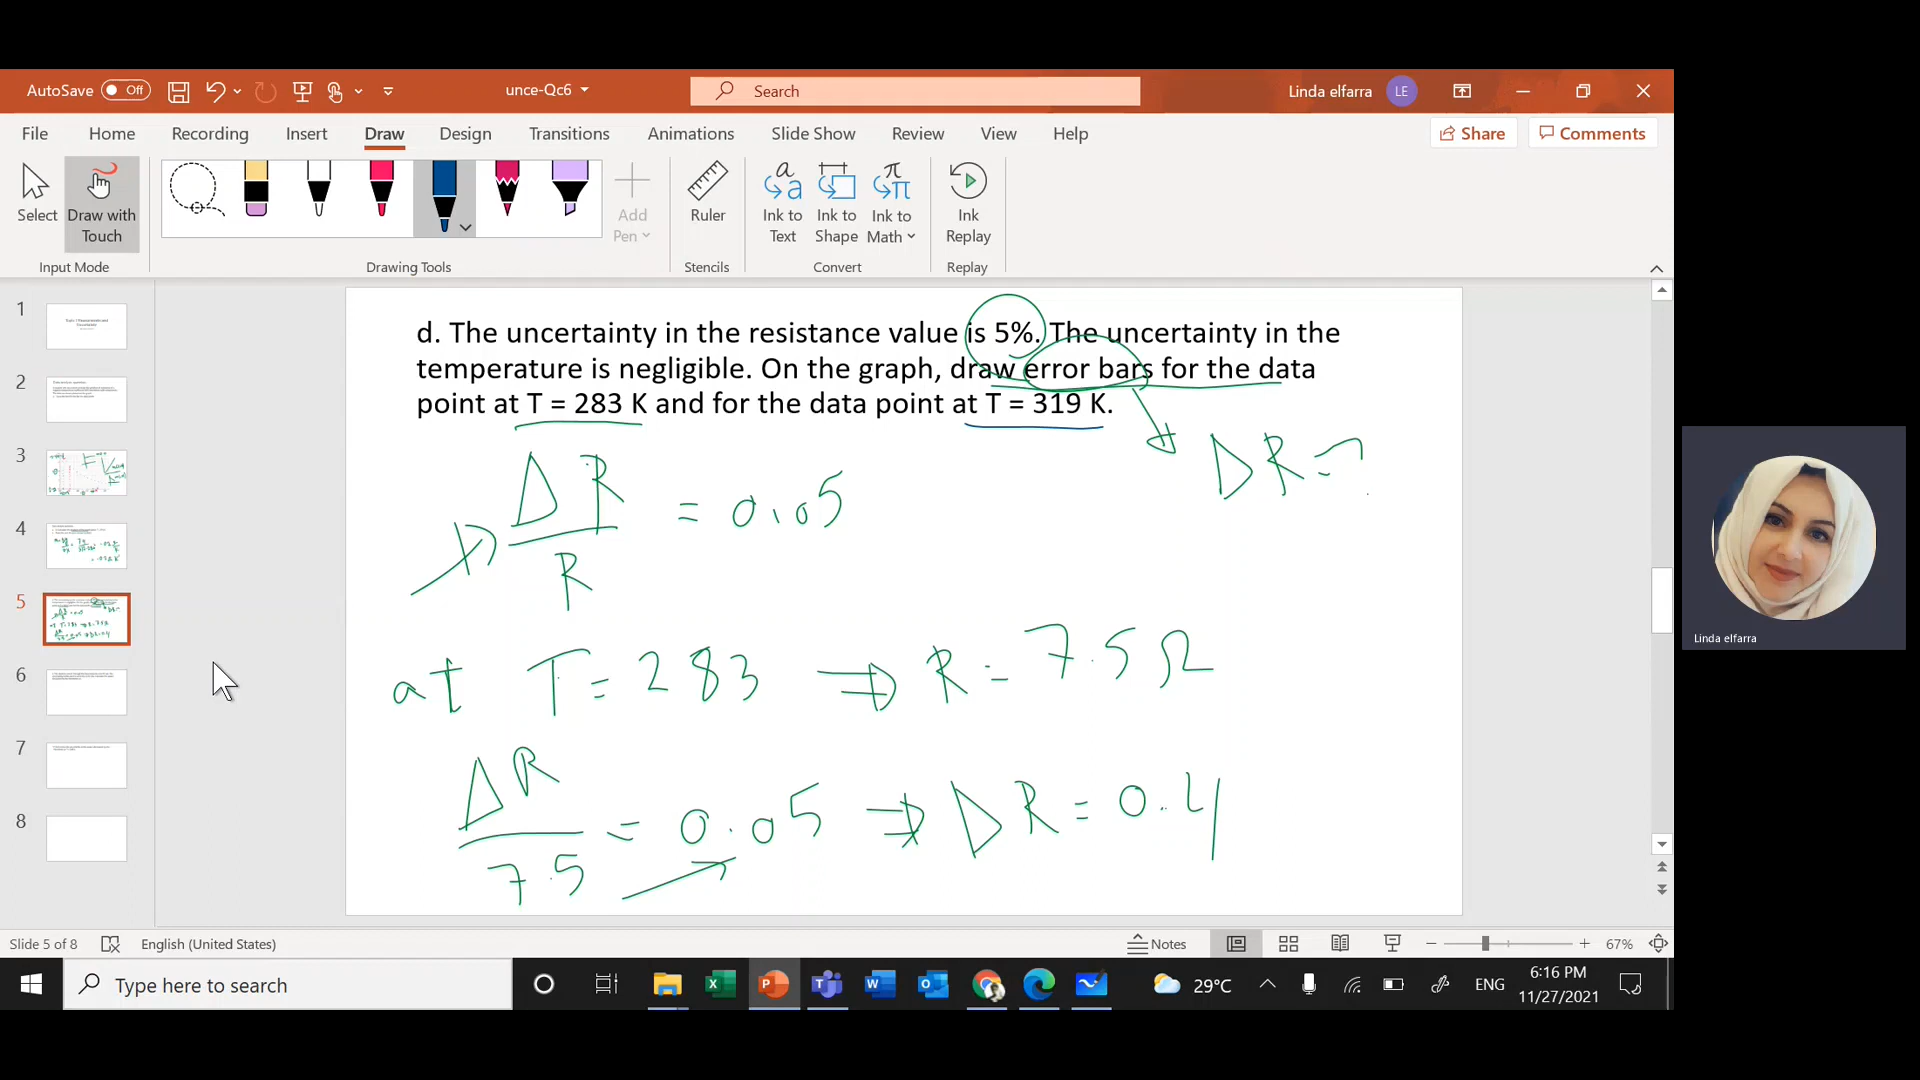 AutoSave Off
unce-Qc6
Search
Linda elfarra LE
File Home Recording Insert Draw Design Transitions Animations Slide Show Review View Help
Share Comments
Select
Draw with Touch
Add Pen
Ruler
Ink to Text
Ink to Shape
Ink to Math
Ink Replay
Input Mode Drawing Tools Stencils Convert Replay
1
2
3
4
5
6
7
8
d. The uncertainty in the resistance value is 5%. The uncertainty in the
temperature is negligible. On the graph, draw error bars for the data
point at T = 283 K and for the data point at T = 319 K.
ΔR = ?
ΔR/R = 0.05
at T = 283 ⇒ R = 7.5 Ω
ΔR/7.5 = 0.05 ⇒ ΔR = 0.4
Linda elfarra
Slide 5 of 8 English (United States) Notes 67%
Type here to search
29°C ENG 6:16 PM
11/27/2021